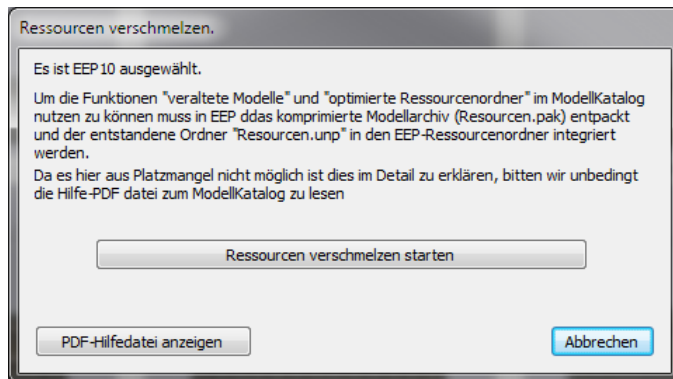 Ressourcen verschmelzen.
Es ist EEP10 ausgewählt.
Um die Funktionen "veraltete Modelle" und "optimierte Ressourcenordner" im ModellKatalog
nutzen zu können muss in EEP ddas komprimierte Modellarchiv (Resourcen.pak) entpackt
und der entstandene Ordner "Resourcen.unp" in den EEP-Ressourcenordner integriert
werden.
Da es hier aus Platzmangel nicht möglich ist dies im Detail zu erklären, bitten wir unbedingt
die Hilfe-PDF datei zum ModellKatalog zu lesen
Ressourcen verschmelzen starten
PDF-Hilfedatei anzeigen
Abbrechen